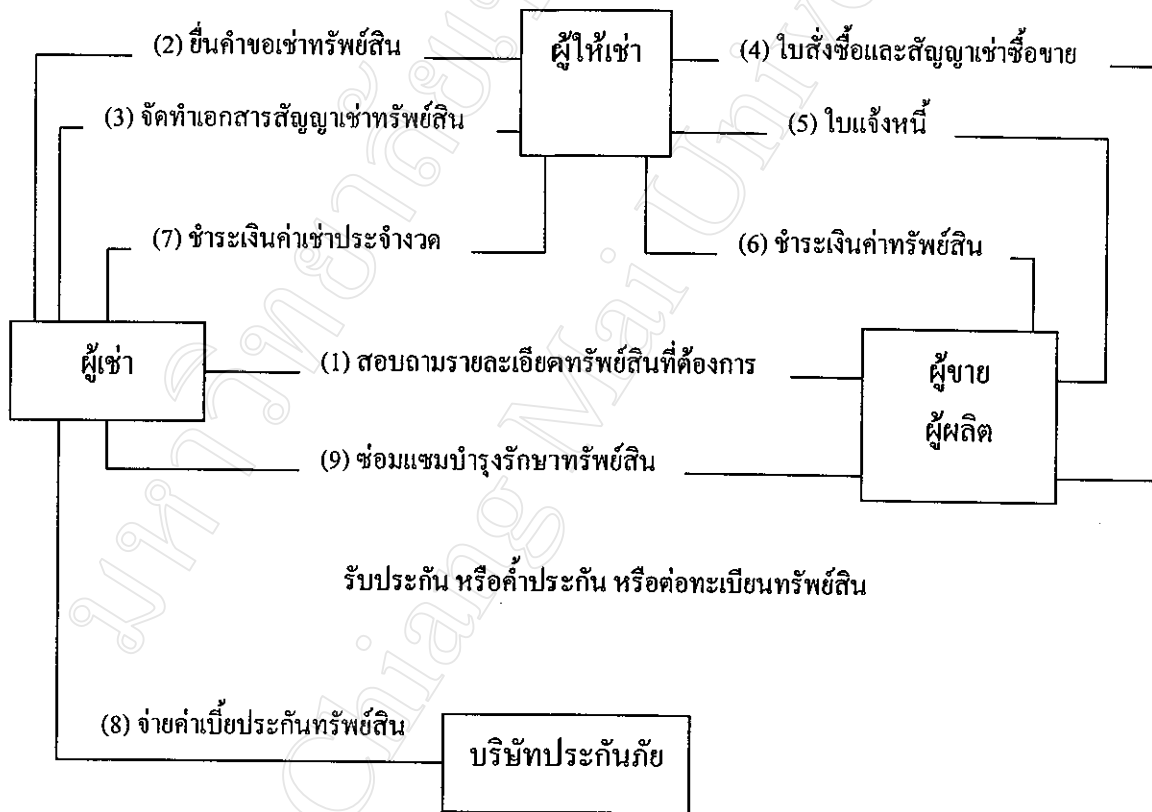 (2) ยื่นคำขอเช่าทรัพย์สิน
ผู้ให้เช่า
(4) ใบสั่งซื้อและสัญญาเช่าซื้อขาย
(3) จัดทำเอกสารสัญญาเช่าทรัพย์สิน
(5) ใบแจ้งหนี้
(7) ชำระเงินค่าเช่าประจำงวด
(6) ชำระเงินค่าทรัพย์สิน
ผู้เช่า
(1) สอบถามรายละเอียดทรัพย์สินที่ต้องการ
ผู้ขาย
ผู้ผลิต
(9) ซ่อมแซมบำรุงรักษาทรัพย์สิน
รับประกัน หรือค้ำประกัน หรือต่อทะเบียนทรัพย์สิน
(8) จ่ายค่าเบี้ยประกันทรัพย์สิน
บริษัทประกันภัย
มหาวิทยาลัย
Chiang Mai Unive